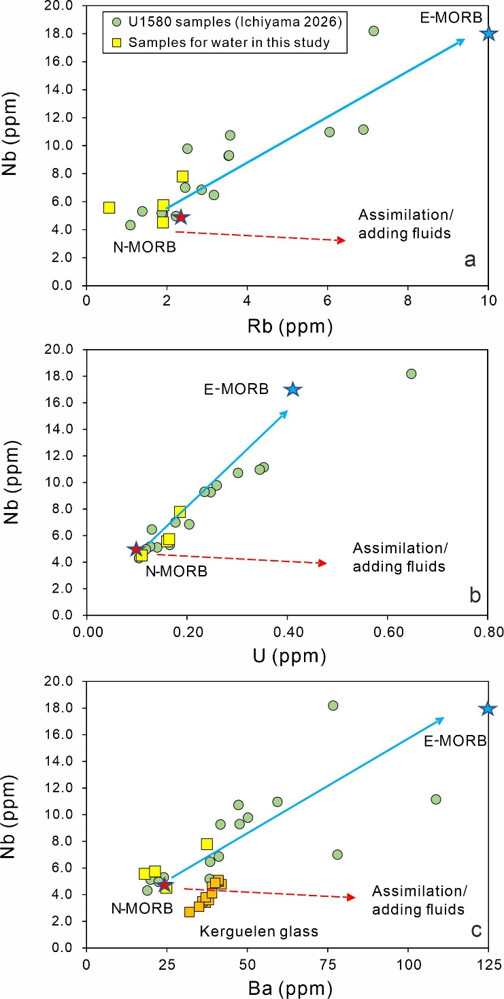 20.0
18.0
16.0
14.0
12.0
10.0
8.0
6.0
4.0
2.0
0.0
Nb (ppm)
U1580 samples (Ichiyama 2026)
Samples for water in this study
E-MORB
N-MORB
Assimilation/
adding fluids
a
0 2 4 6 8 10
Rb (ppm)
20.0
18.0
16.0
14.0
12.0
10.0
8.0
6.0
4.0
2.0
0.0
Nb (ppm)
E-MORB
N-MORB
Assimilation/
adding fluids
b
0.00 0.20 0.40 0.60 0.80
U (ppm)
20.0
18.0
16.0
14.0
12.0
10.0
8.0
6.0
4.0
2.0
0.0
Nb (ppm)
E-MORB
N-MORB
Assimilation/
adding fluids
Kerguelen glass
c
0 25 50 75 100 125
Ba (ppm)